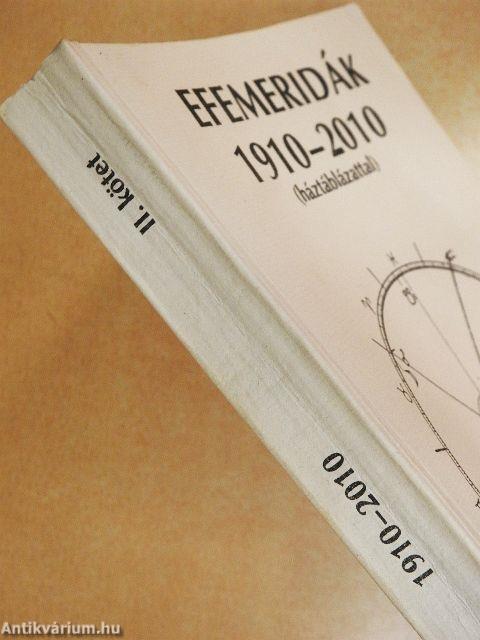 EFEMERIDÁK
1910–2010
(háztáblázattal)
II. kötet
1910–2010
Antikvárium.hu